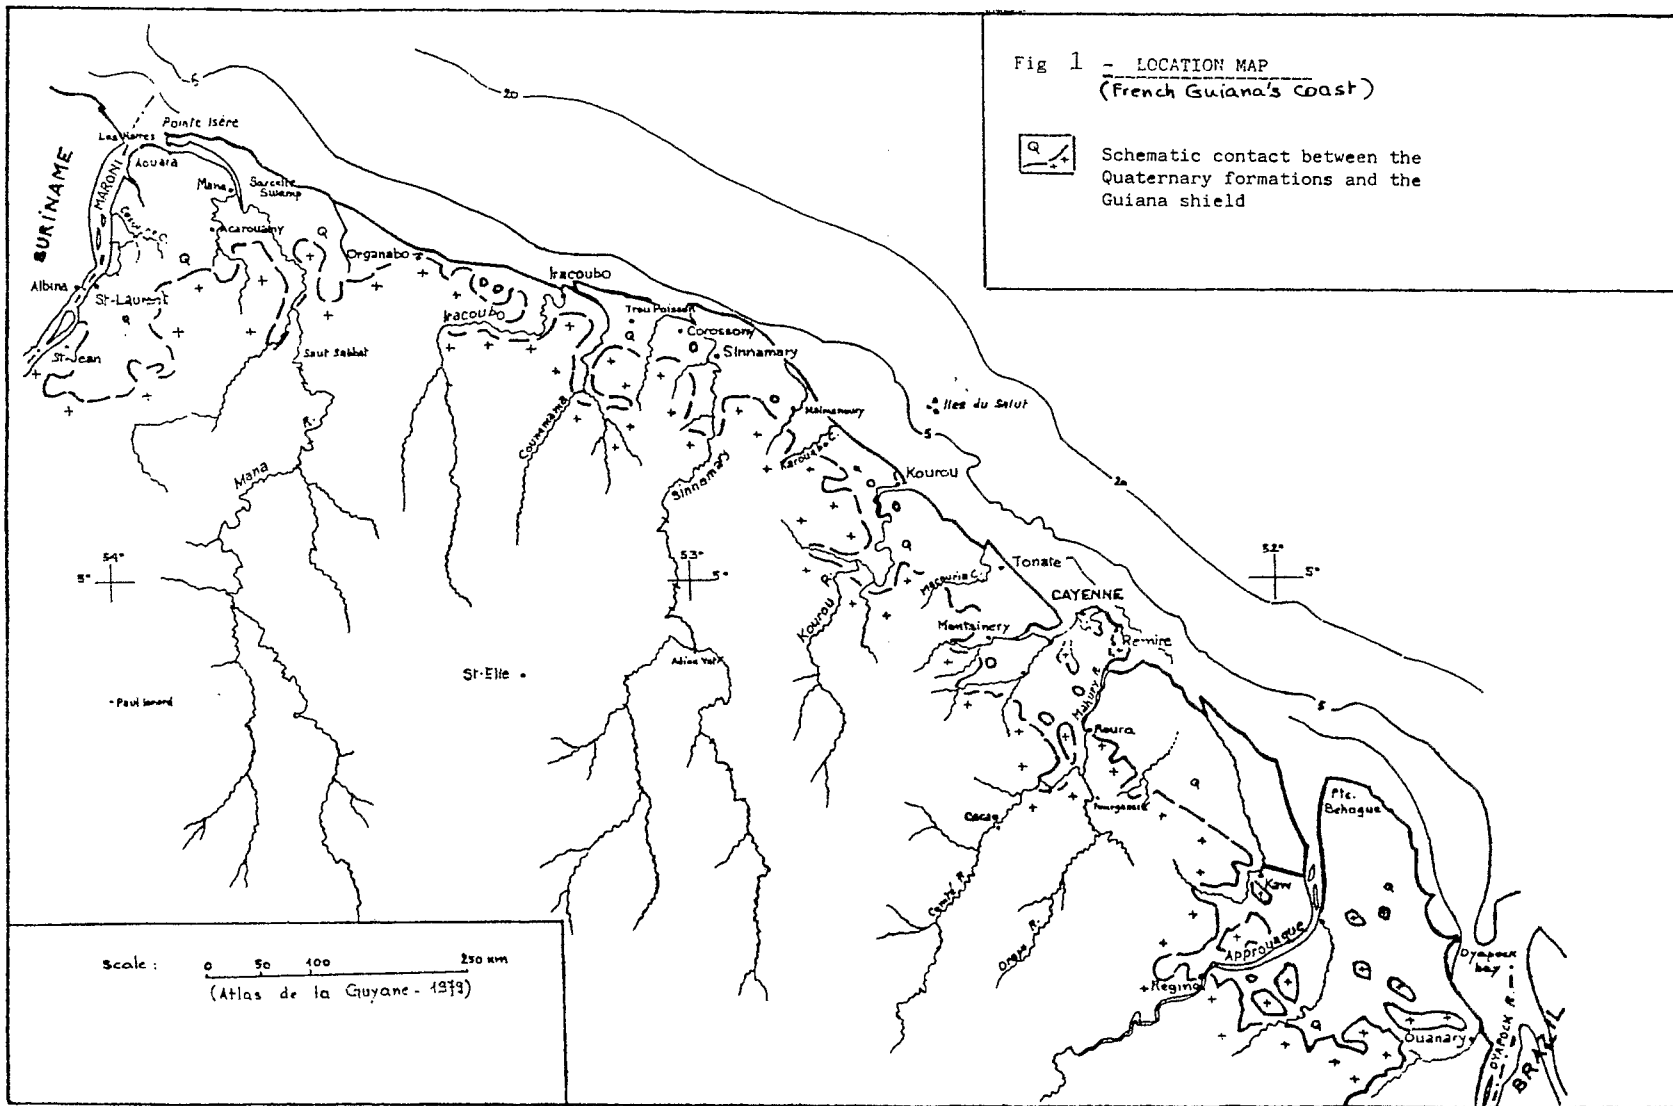 Fig 1 - LOCATION MAP
(French Guiana's coast)
Q
Schematic contact between the
Quaternary formations and the
Guiana shield
5
20
Pointe Isère
Les Hattes
SURINAME
MARONI
Aouara
Mana
Sarcelle
Swamp
Acarouany
Q
Q
Organabo
Iracoubo
Albina
St-Laurent
Q
St-Jean
Iracoubo
Trou Poisson
Q
Corossony
Sinnamary
Saut Sabbat
Counamama
Malmanoury
Iles du Salut
Karouabo C.
5
R.
Mana
Sinnamary
Kourou
20
54°
5°
53°
5°
52°
5°
Q
Macouria C.
Tonate
CAYENNE
Kourou R.
Montsinery
Remire
St-Elie
Mahury R.
Paul Isnard
5
Roura
Q
Pte.
Behague
Cacao
Kaw
Q
Comté R.
Orapu R.
Approuague
Oyapock
bay
Regina
Q
Ouanary
OYAPOCK R.
BRAZIL
Scale :
0 50 100 250 km
(Atlas de la Guyane - 1979)